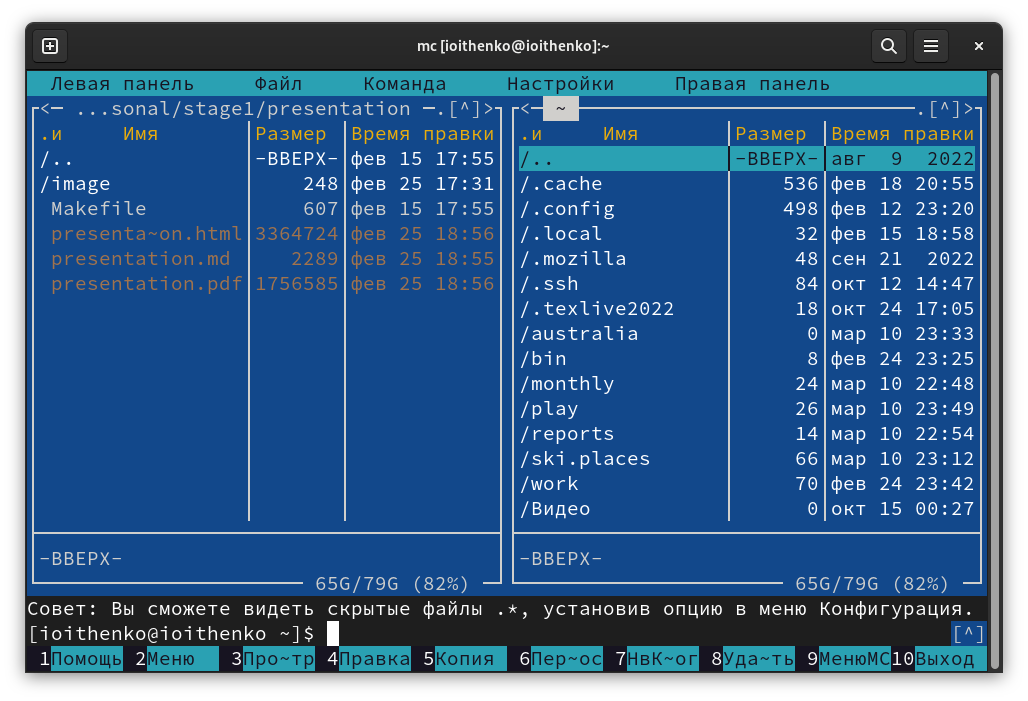 mc [ioithenko@ioithenko]:~
Левая панель Файл Команда Настройки Правая панель
<─ ...sonal/stage1/presentation ─.[^]> <─ ~ ─.[^]>
.и Имя Размер Время правки .и Имя Размер Время правки
/.. -ВВЕРХ- фев 15 17:55 /.. -ВВЕРХ- авг 9 2022
/image 248 фев 25 17:31 /.cache 536 фев 18 20:55
Makefile 607 фев 15 17:55 /.config 498 фев 12 23:20
presenta~on.html 3364724 фев 25 18:56 /.local 32 фев 15 18:58
presentation.md 2289 фев 25 18:55 /.mozilla 48 сен 21 2022
presentation.pdf 1756585 фев 25 18:56 /.ssh 84 окт 12 14:47
/.texlive2022 18 окт 24 17:05
/australia 0 мар 10 23:33
/bin 8 фев 24 23:25
/monthly 24 мар 10 22:48
/play 26 мар 10 23:49
/reports 14 мар 10 22:54
/ski.places 66 мар 10 23:12
/work 70 фев 24 23:42
/Видео 0 окт 15 00:27
-ВВЕРХ- -ВВЕРХ-
65G/79G (82%) 65G/79G (82%)
Совет: Вы сможете видеть скрытые файлы .*, установив опцию в меню Конфигурация.
[ioithenko@ioithenko ~]$ [^]
1Помощь 2Меню 3Про~тр 4Правка 5Копия 6Пер~ос 7НвК~ог 8Уда~ть 9МенюМС10Выход